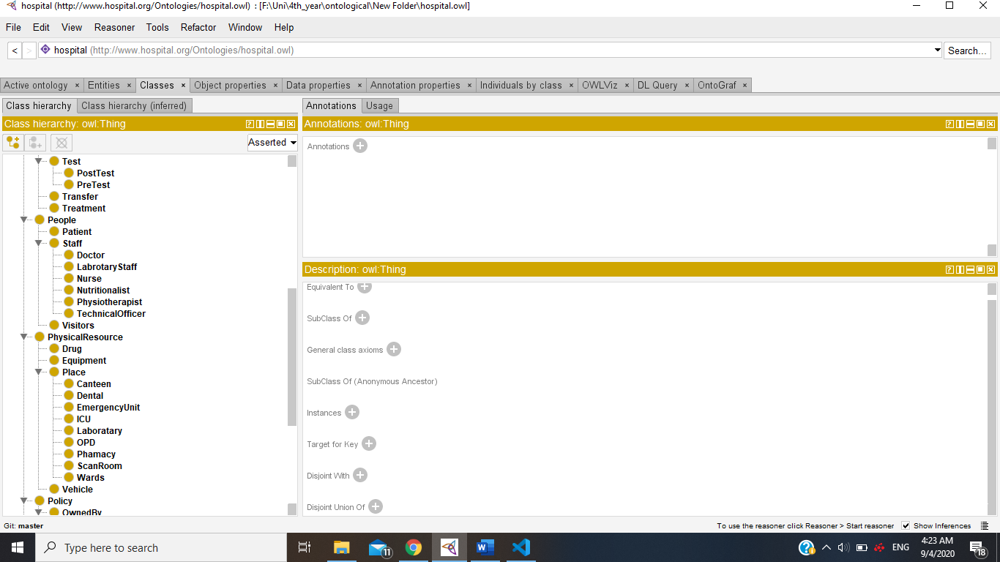 hospital (http://www.hospital.org/Ontologies/hospital.owl) : [F:\Uni\4th_year\ontological\New Folder\hospital.owl]
File Edit View Reasoner Tools Refactor Window Help
< > hospital (http://www.hospital.org/Ontologies/hospital.owl) Search...
Active ontology × Entities × Classes × Object properties × Data properties × Annotation properties × Individuals by class × OWLViz × DL Query × OntoGraf ×
Class hierarchy Class hierarchy (inferred)
Class hierarchy: owl:Thing
Asserted
Test
PostTest
PreTest
Transfer
Treatment
People
Patient
Staff
Doctor
LabrotaryStaff
Nurse
Nutritionalist
Physiotherapist
TechnicalOfficer
Visitors
PhysicalResource
Drug
Equipment
Place
Canteen
Dental
EmergencyUnit
ICU
Laboratary
OPD
Phamacy
ScanRoom
Wards
Vehicle
Policy
OwnedBy
Annotations Usage
Annotations: owl:Thing
Annotations
Description: owl:Thing
Equivalent To
SubClass Of
General class axioms
SubClass Of (Anonymous Ancestor)
Instances
Target for Key
Disjoint With
Disjoint Union Of
Git: master
To use the reasoner click Reasoner > Start reasoner Show Inferences
Type here to search
11
ENG
4:23 AM
9/4/2020
18